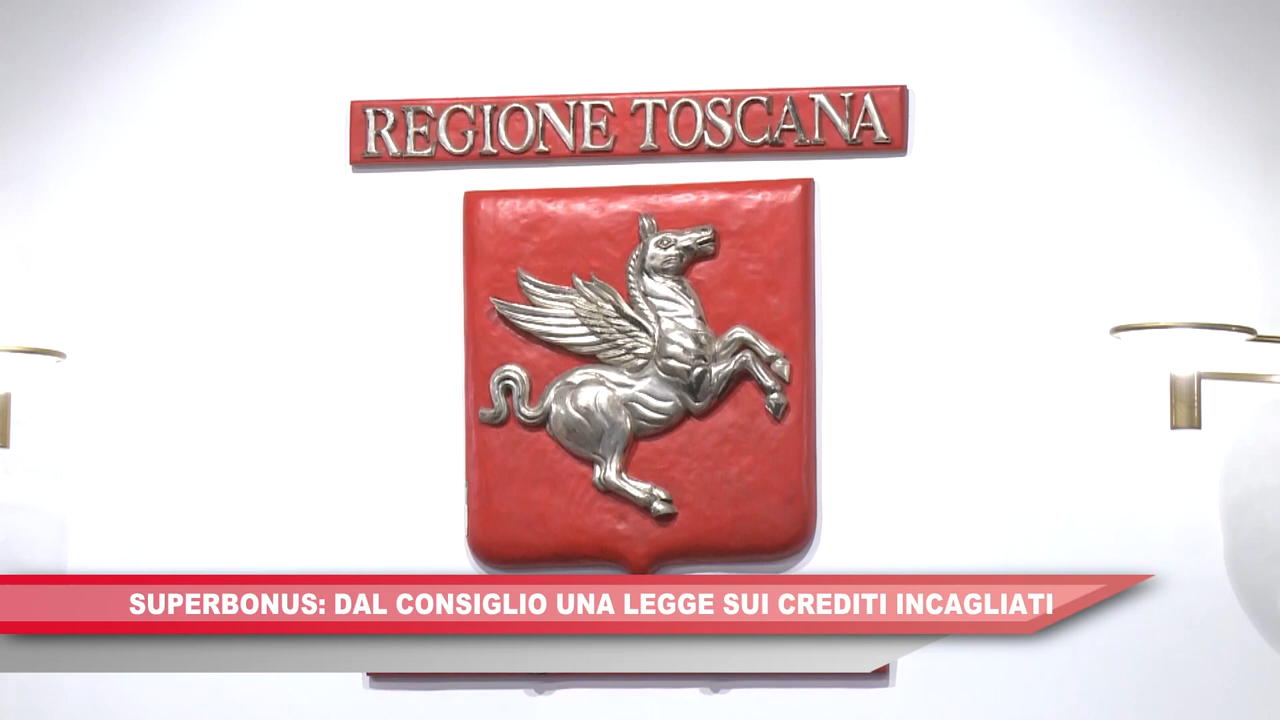 REGIONE TOSCANA
SUPERBONUS: DAL CONSIGLIO UNA LEGGE SUI CREDITI INCAGLIATI